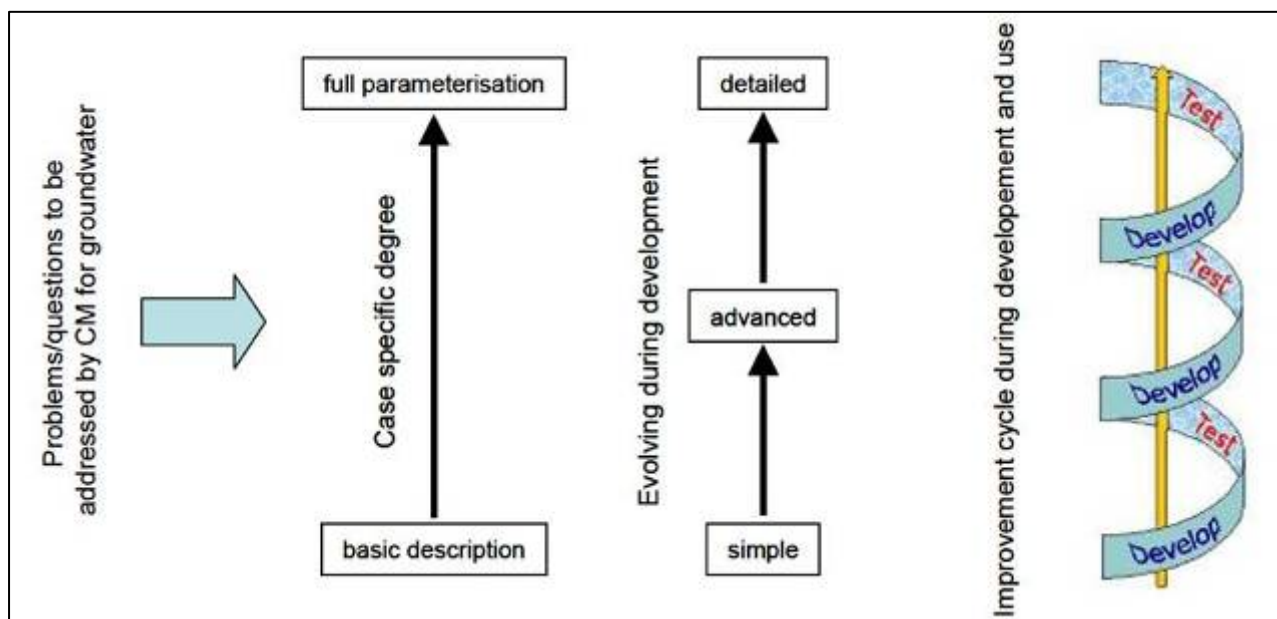 Problems/questions to be
addressed by CM for groundwater
full parameterisation
Case specific degree
basic description
Evolving during development
detailed
advanced
simple
Improvement cycle during developement and use
Test
Develop
Test
Develop
Test
Develop